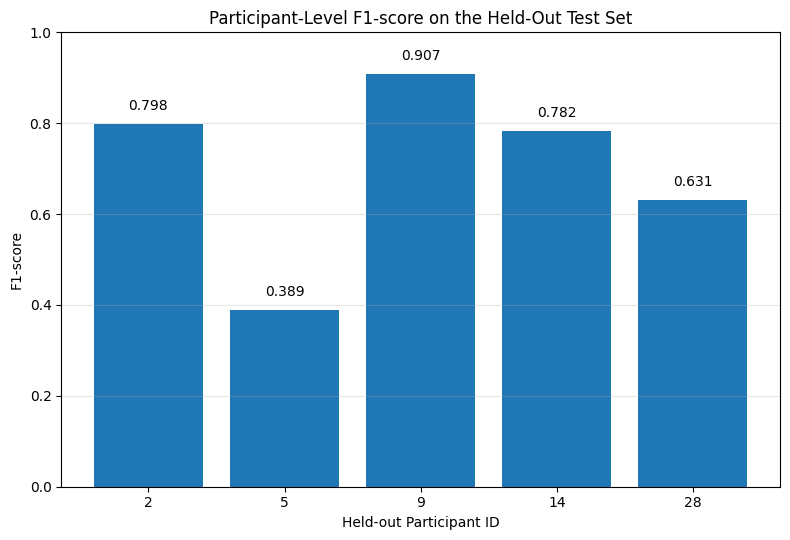 Participant-Level F1-score on the Held-Out Test Set
1.0
0.907
0.798
0.782
0.8
0.631
0.6
F1-score
0.389
0.4
0.2
0.0
2 5 9 14 28
Held-out Participant ID